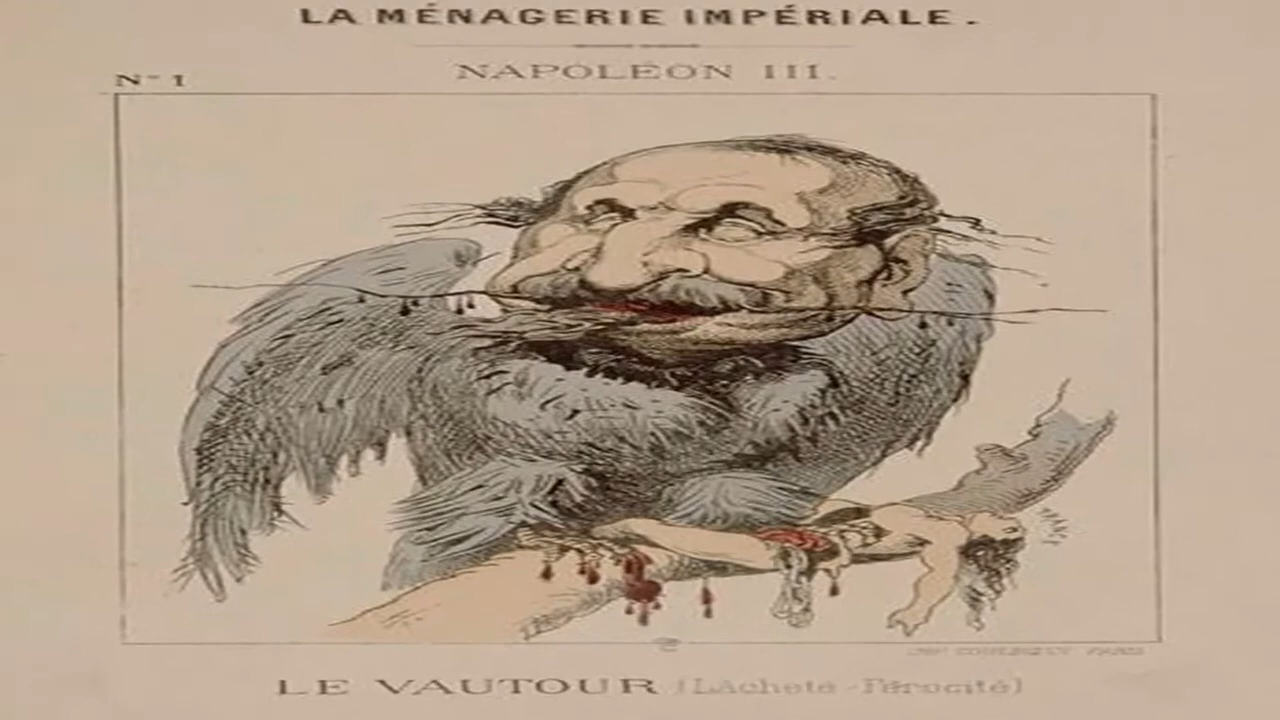 LA MÉNAGERIE IMPÉRIALE.
NAPOLÉON III.
N° 1
LE VAUTOUR (Lâcheté - Férocité)